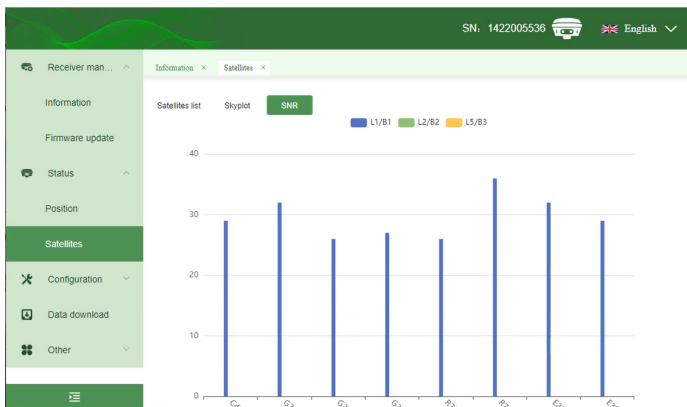 SN: 1422005536 English
Receiver man...
Information × Satellites ×
Information
Satellites list Skyplot SNR
L1/B1 L2/B2 L5/B3
Firmware update
Status
Position
Satellites
Configuration
Data download
Other
40
30
20
10
0